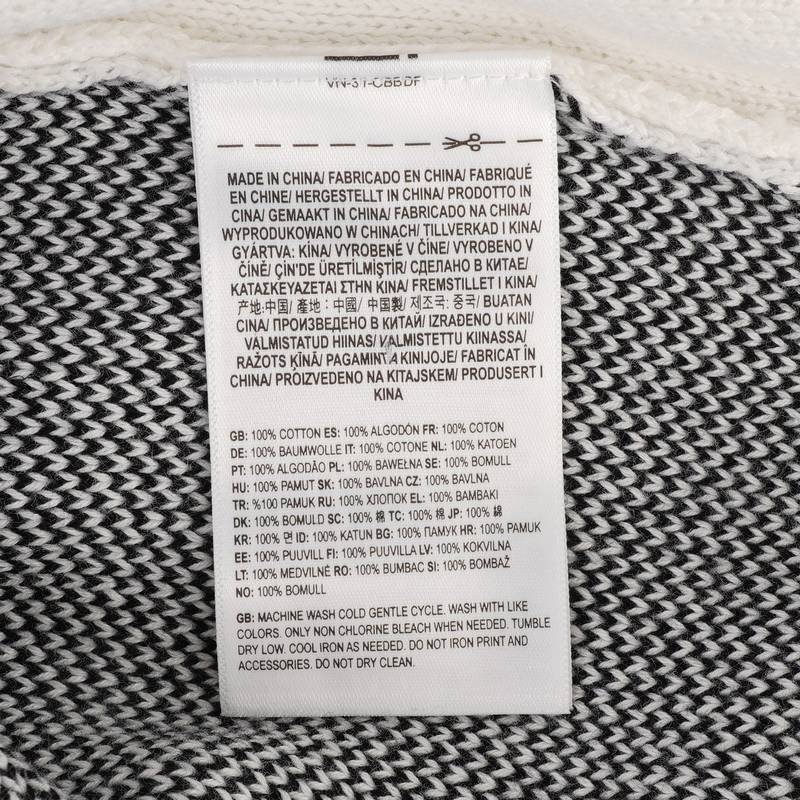 VN-31-CBBDF
MADE IN CHINA/ FABRICADO EN CHINA/ FABRIQUÉ
EN CHINE/ HERGESTELLT IN CHINA/ PRODOTTO IN
CINA/ GEMAAKT IN CHINA/ FABRICADO NA CHINA/
WYPRODUKOWANO W CHINACH/ TILLVERKAD I KINA/
GYÁRTVA: KÍNA/ VYROBENÉ V ČÍNE/ VYROBENO V
ČÍNĚ/ ÇIN'DE ÜRETİLMİŞTİR/ СДЕЛАНО В КИТАЕ/
ΚΑΤΑΣΚΕΥΑΖΕΤΑΙ ΣΤΗΝ ΚΙΝΑ/ FREMSTILLET I KINA/
产地:中国/ 產地：中國/ 中国製/ 제조국: 중국/ BUATAN
CINA/ ПРОИЗВЕДЕНО В КИТАЙ/ IZRAĐENO U KINI/
VALMISTATUD HIINAS/ VALMISTETTU KIINASSA/
RAŽOTS ĶĪNĀ/ PAGAMINTA KINIJOJE/ FABRICAT ÎN
CHINA/ PROIZVEDENO NA KITAJSKEM/ PRODUSERT I
KINA
GB: 100% COTTON ES: 100% ALGODÓN FR: 100% COTON
DE: 100% BAUMWOLLE IT: 100% COTONE NL: 100% KATOEN
PT: 100% ALGODÃO PL: 100% BAWEŁNA SE: 100% BOMULL
HU: 100% PAMUT SK: 100% BAVLNA CZ: 100% BAVLNA
TR: %100 PAMUK RU: 100% ХЛОПОК EL: 100% ΒΑΜΒΑΚΙ
DK: 100% BOMULD SC: 100% 棉 TC: 100% 棉 JP: 100% 綿
KR: 100% 면 ID: 100% KATUN BG: 100% ПАМУК HR: 100% PAMUK
EE: 100% PUUVILL FI: 100% PUUVILLA LV: 100% KOKVILNA
LT: 100% MEDVILNĖ RO: 100% BUMBAC SI: 100% BOMBAŽ
NO: 100% BOMULL
GB: MACHINE WASH COLD GENTLE CYCLE. WASH WITH LIKE
COLORS. ONLY NON CHLORINE BLEACH WHEN NEEDED. TUMBLE
DRY LOW. COOL IRON AS NEEDED. DO NOT IRON PRINT AND
ACCESSORIES. DO NOT DRY CLEAN.